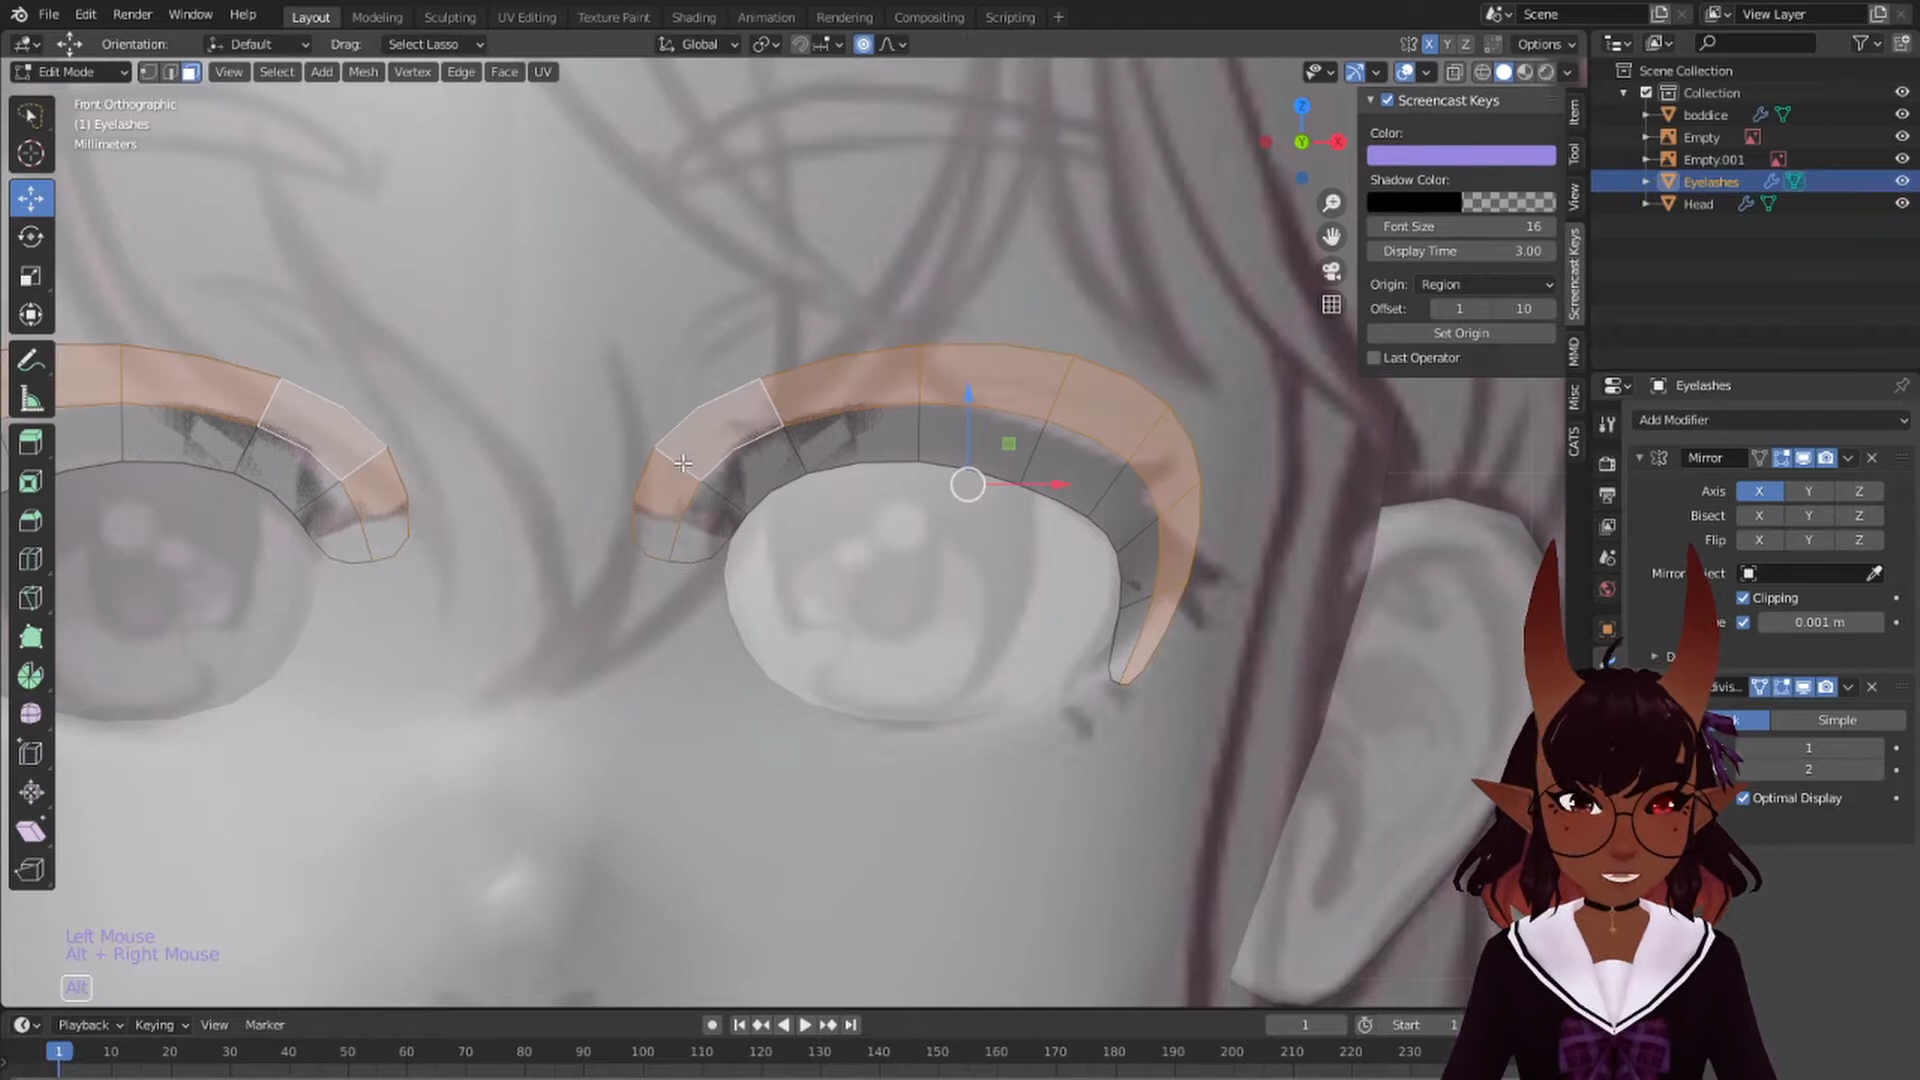 File Edit Render Window Help Layout Modeling Sculpting UV Editing Texture Paint Shading Animation Rendering Compositing Scripting + Scene View Layer
Orientation: Default Drag: Select Lasso Global X Y Z Options
Edit Mode View Select Add Mesh Vertex Edge Face UV
Front Orthographic
(1) Eyelashes
Millimeters
Z
X
Y
Screencast Keys
Color:
Shadow Color:
Font Size 16
Display Time 3.00
Origin: Region
Offset: 1 10
Set Origin
Last Operator
Item
Tool
View
Screencast Keys
MMD
Misc
CATS
Scene Collection
Collection
boddice
Empty
Empty.001
Eyelashes
Head
Eyelashes
Add Modifier
Mirror
Axis X Y Z
Bisect X Y Z
Flip X Y Z
Clipping
0.001 m
Simple
1
2
Optimal Display
Left Mouse
Alt + Right Mouse
Alt
Playback Keying View Marker 1 Start 1
1 10 20 30 40 50 60 70 80 90 100 110 120 130 140 150 160 170 180 190 200 210 220 230